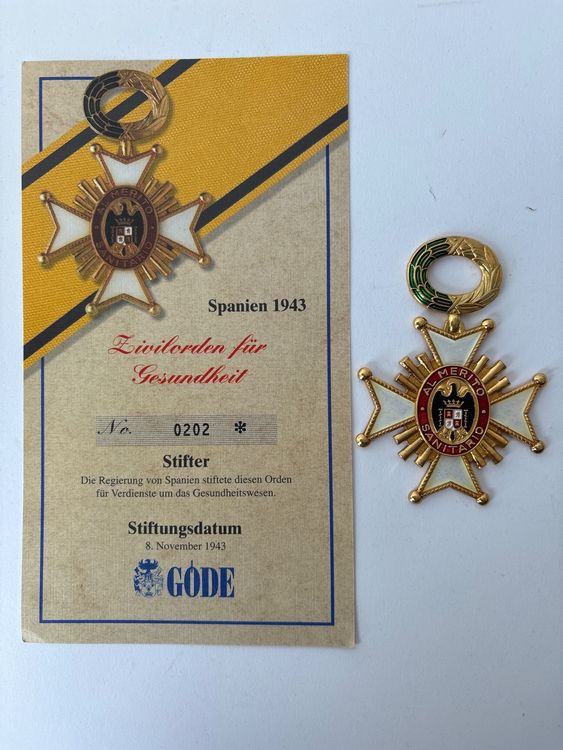 AL MERITO
SANITARIO
Spanien 1943
Zivilorden für
Gesundheit
No. 0202 *
Stifter
Die Regierung von Spanien stiftete diesen Orden
für Verdienste um das Gesundheitswesen.
Stiftungsdatum
8. November 1943
GÖDE
AL MERITO
SANITARIO